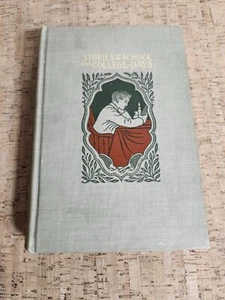 STORIES OF SCHOOL
AND COLLEGE DAYS